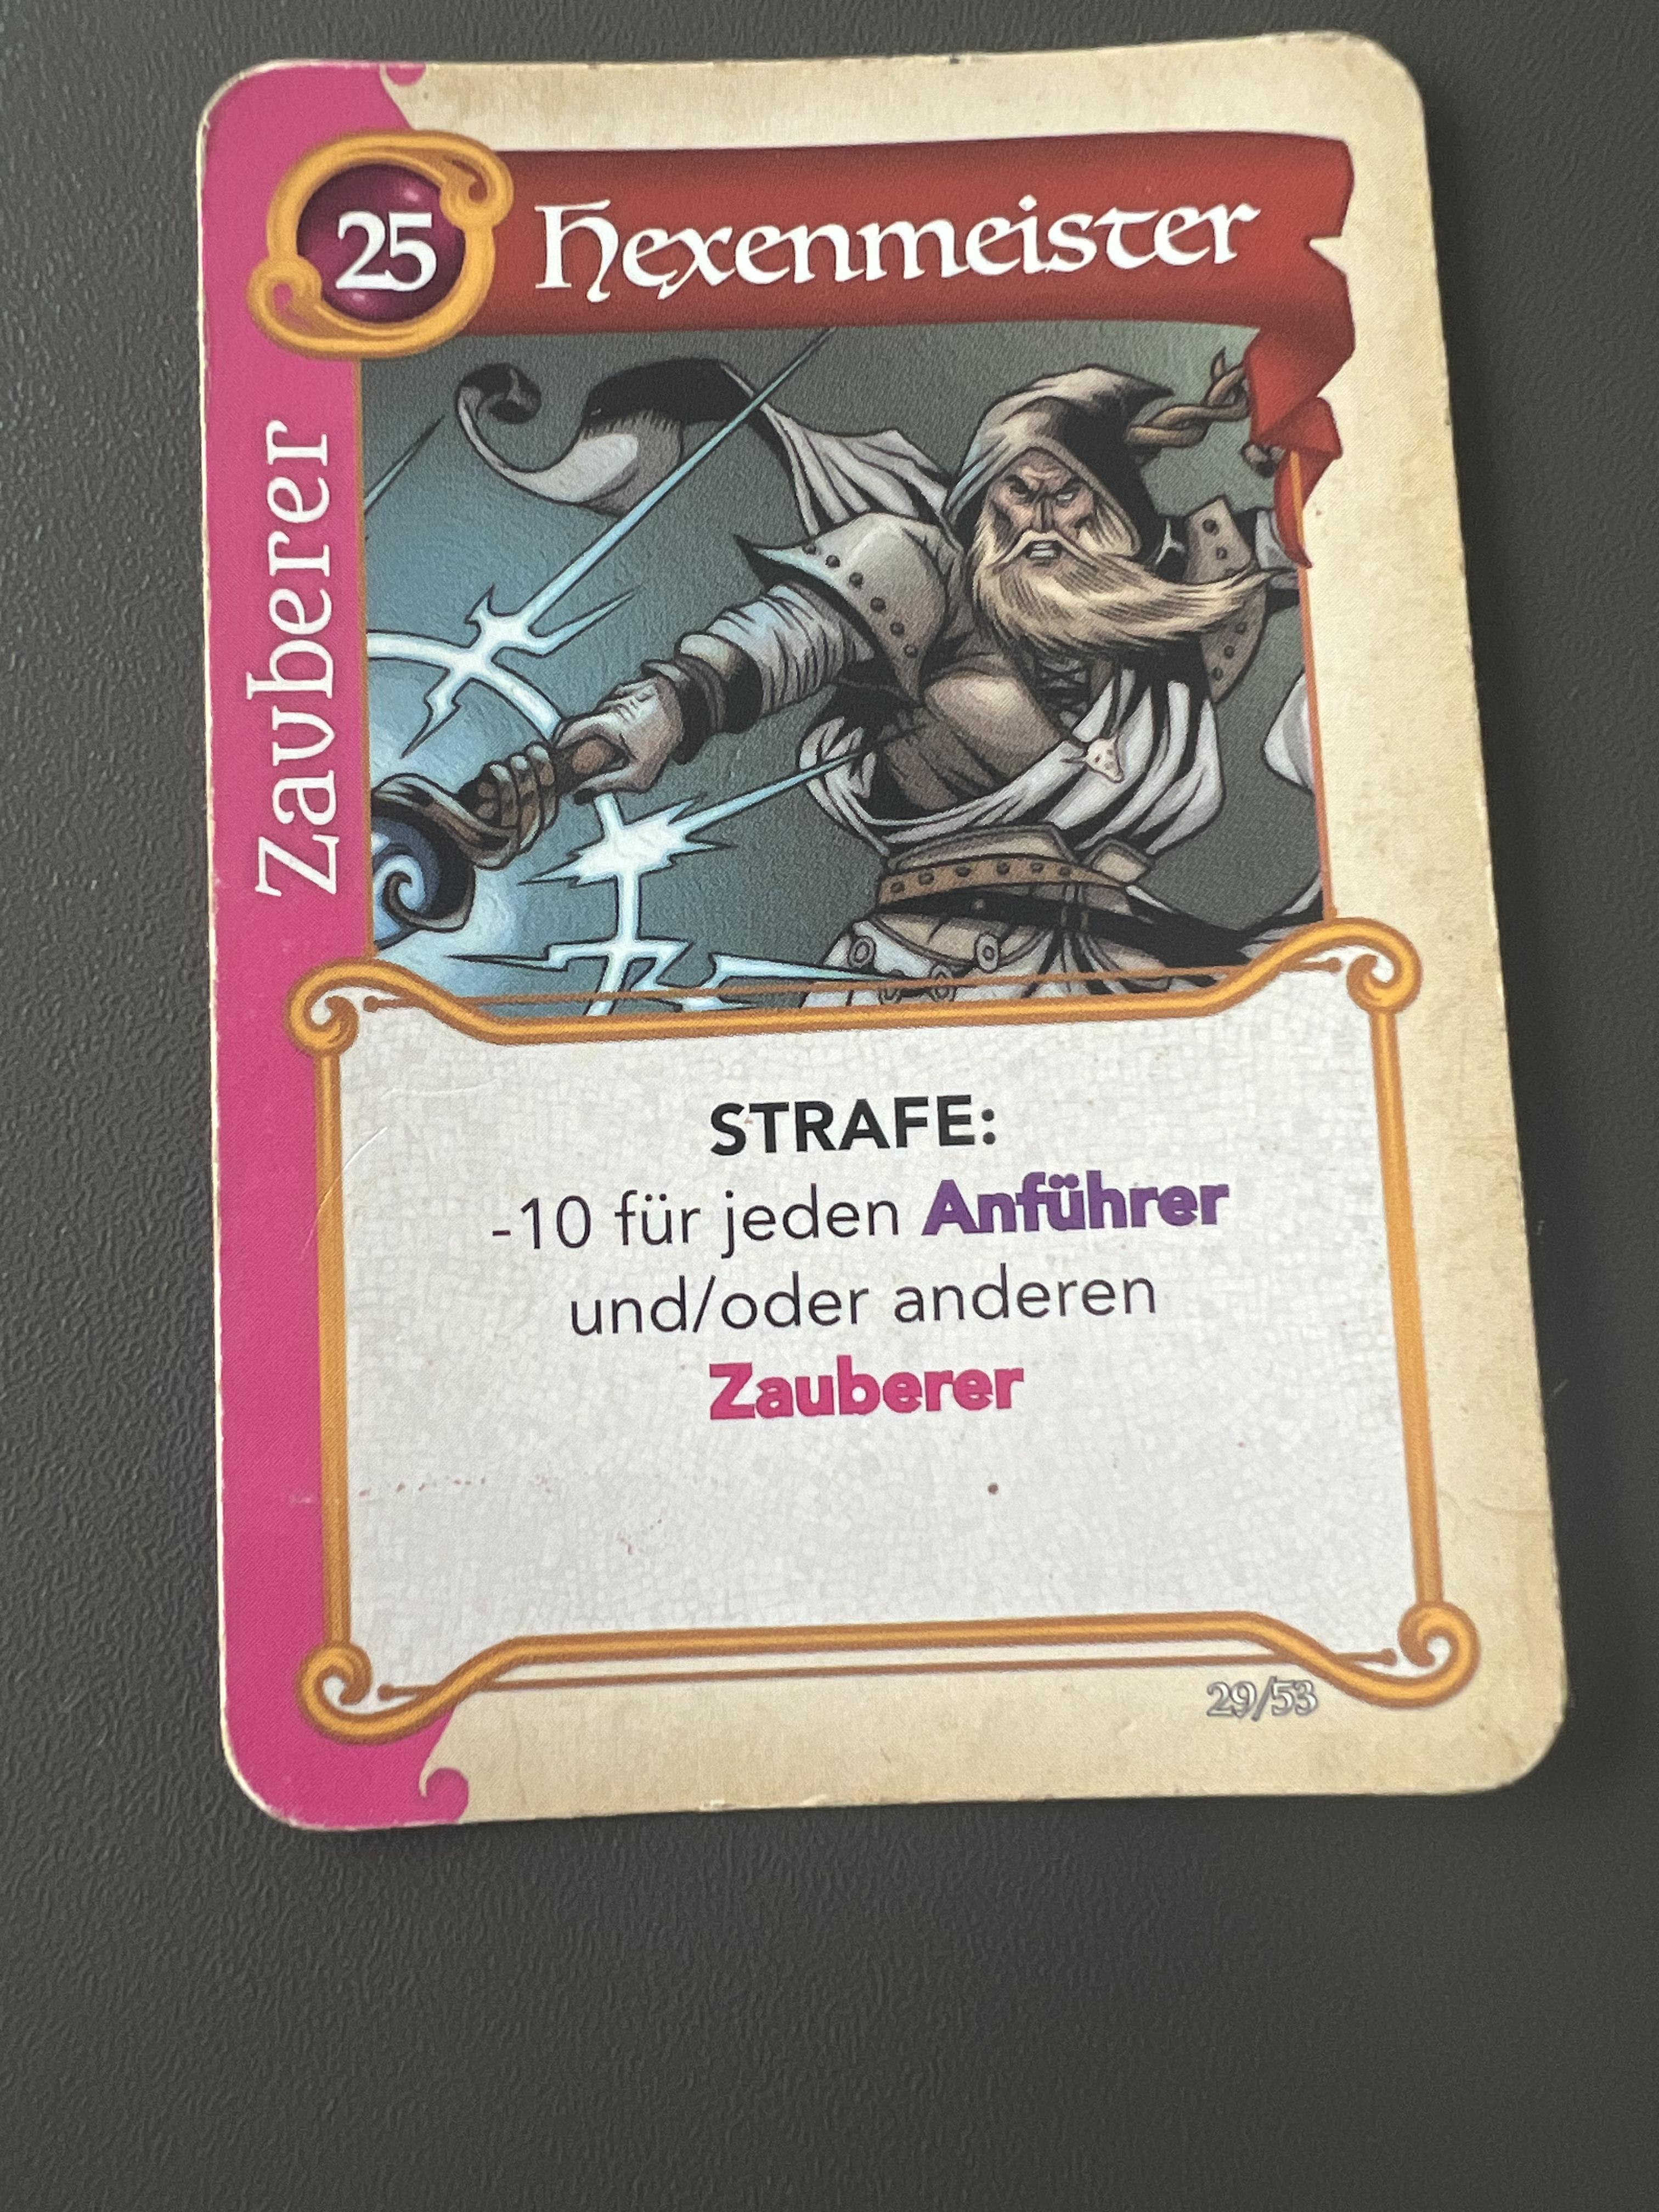 25
Hexenmeister
Zauberer
STRAFE:
-10 für jeden Anführer
und/oder anderen
Zauberer
29/53